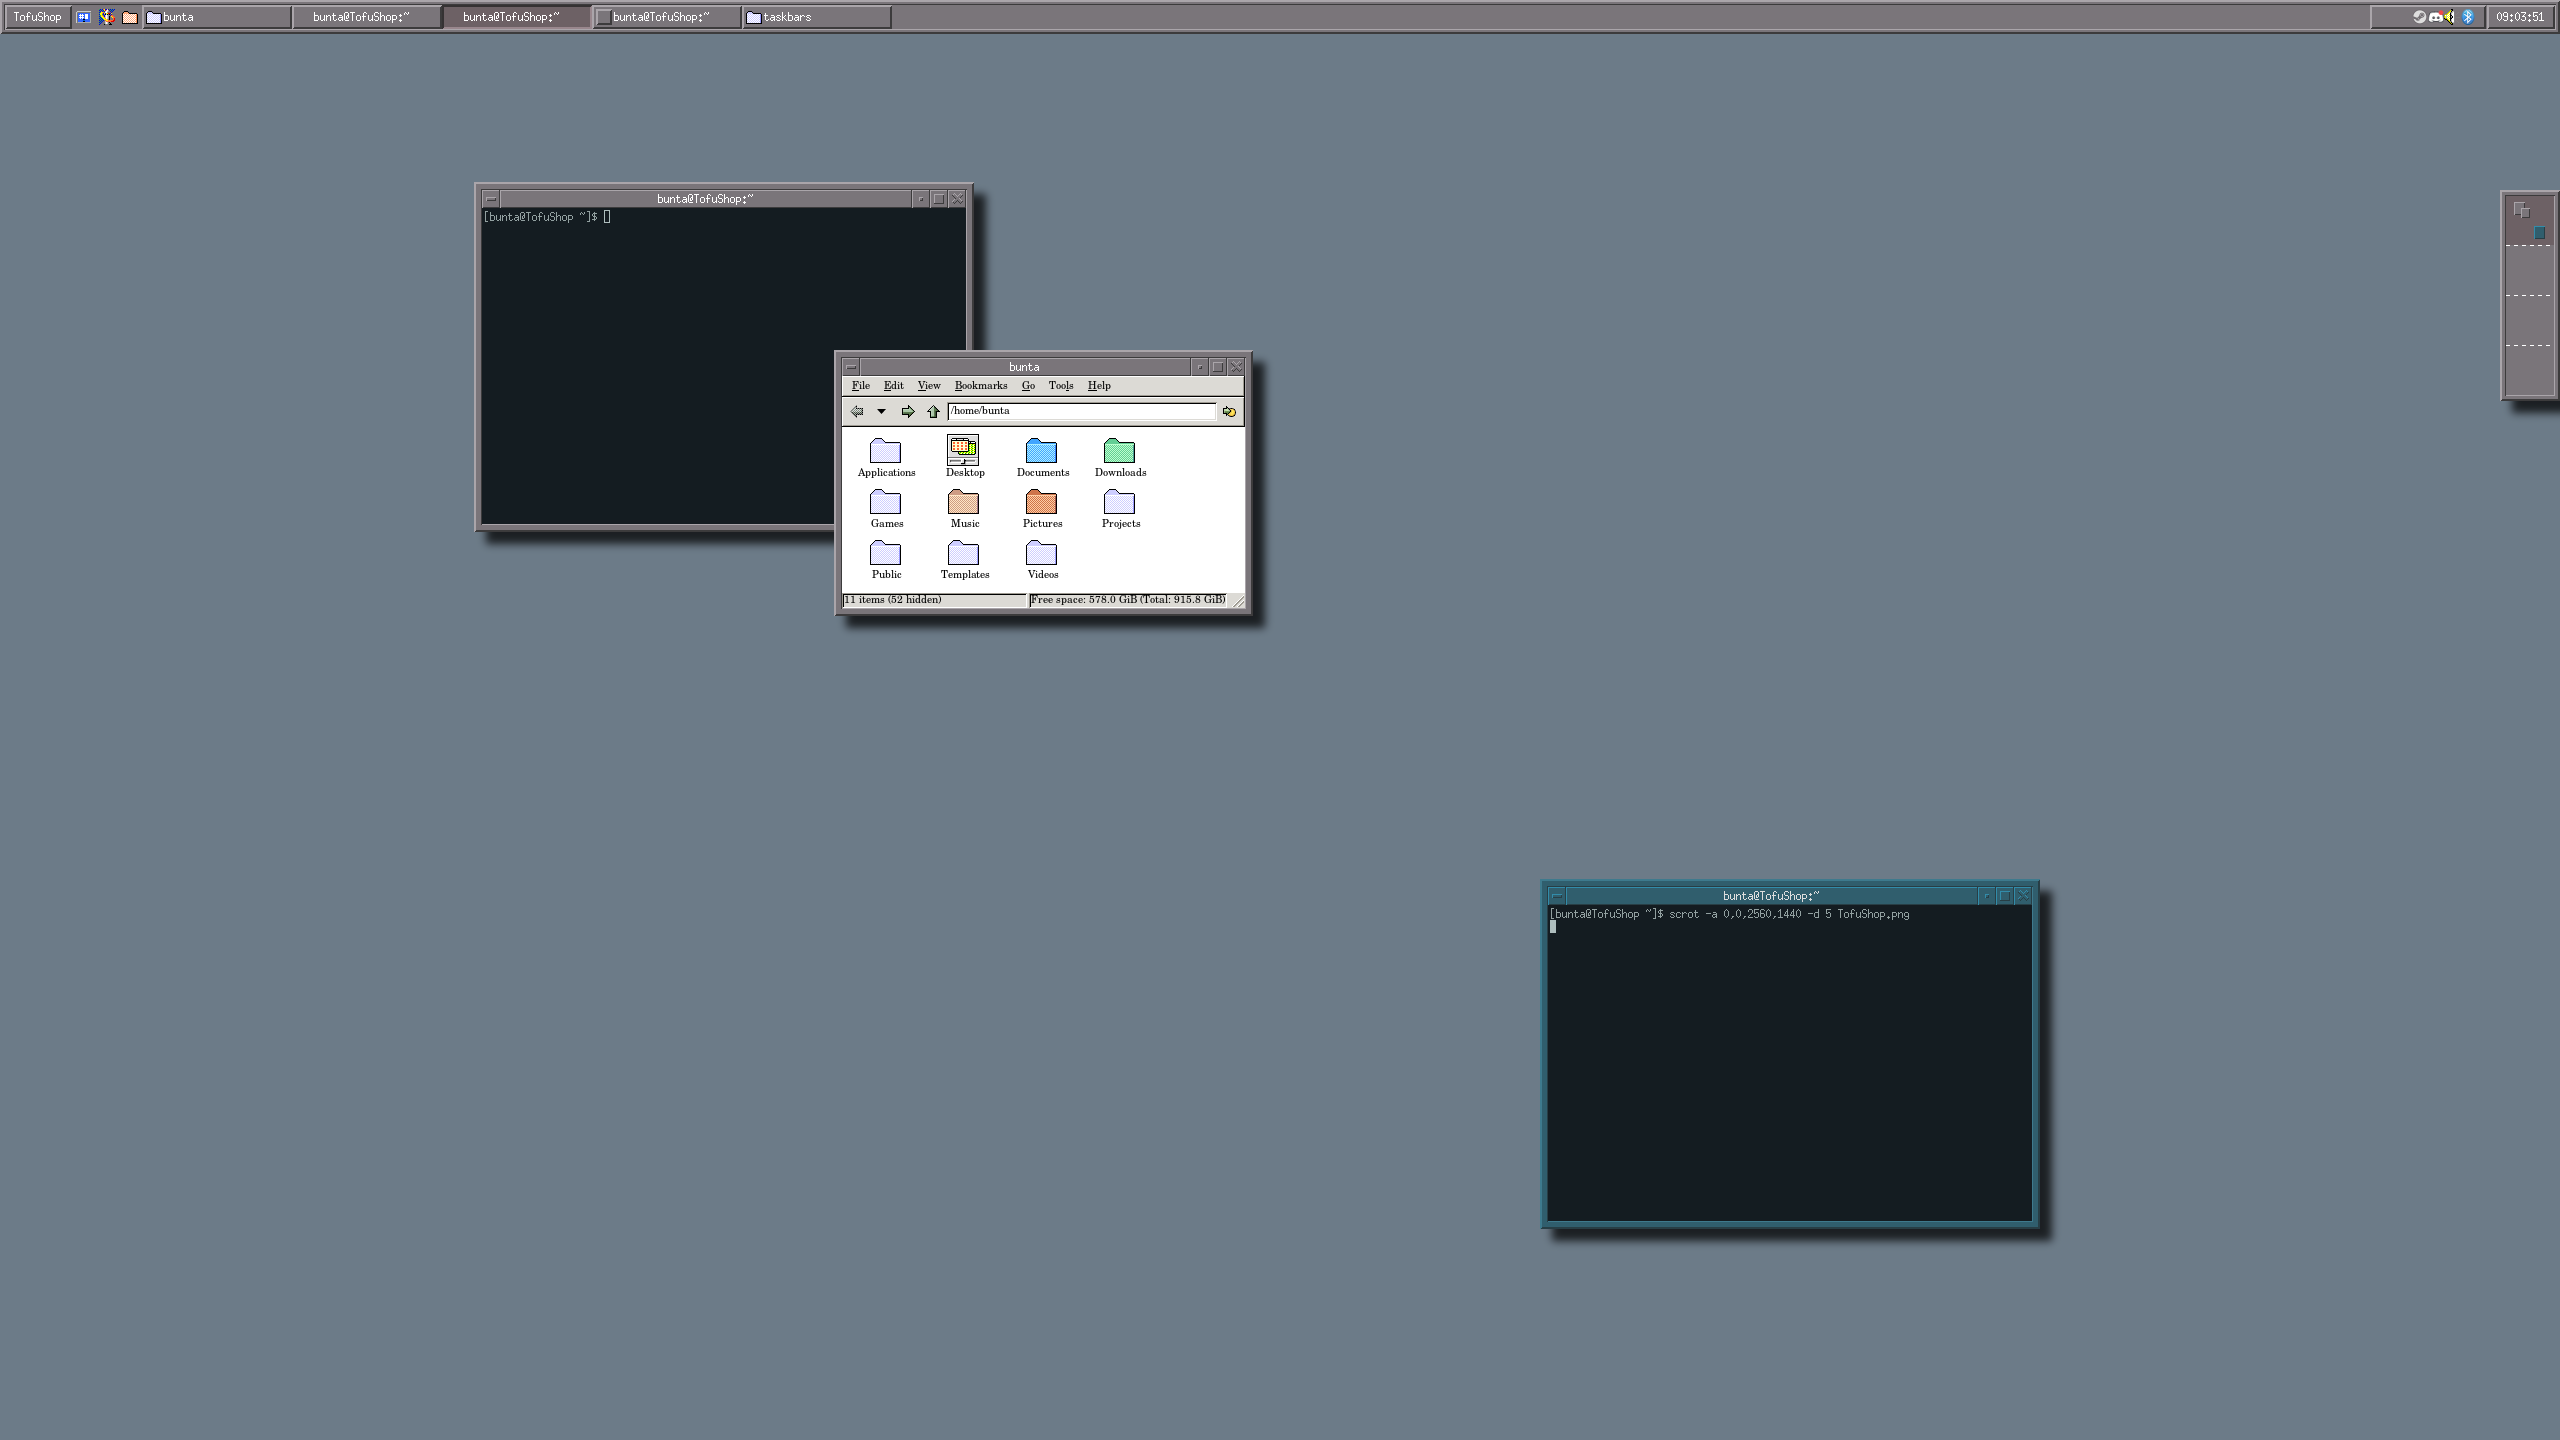 TofuShop bunta bunta@TofuShop:~ bunta@TofuShop:~ bunta@TofuShop:~ taskbars 09:03:51
bunta@TofuShop:~
[bunta@TofuShop ~]$
bunta
File Edit View Bookmarks Go Tools Help
/home/bunta
Applications Desktop Documents Downloads
Games Music Pictures Projects
Public Templates Videos
11 items (52 hidden) Free space: 578.0 GiB (Total: 915.8 GiB)
bunta@TofuShop:~
[bunta@TofuShop ~]$ scrot -a 0,0,2560,1440 -d 5 TofuShop.png